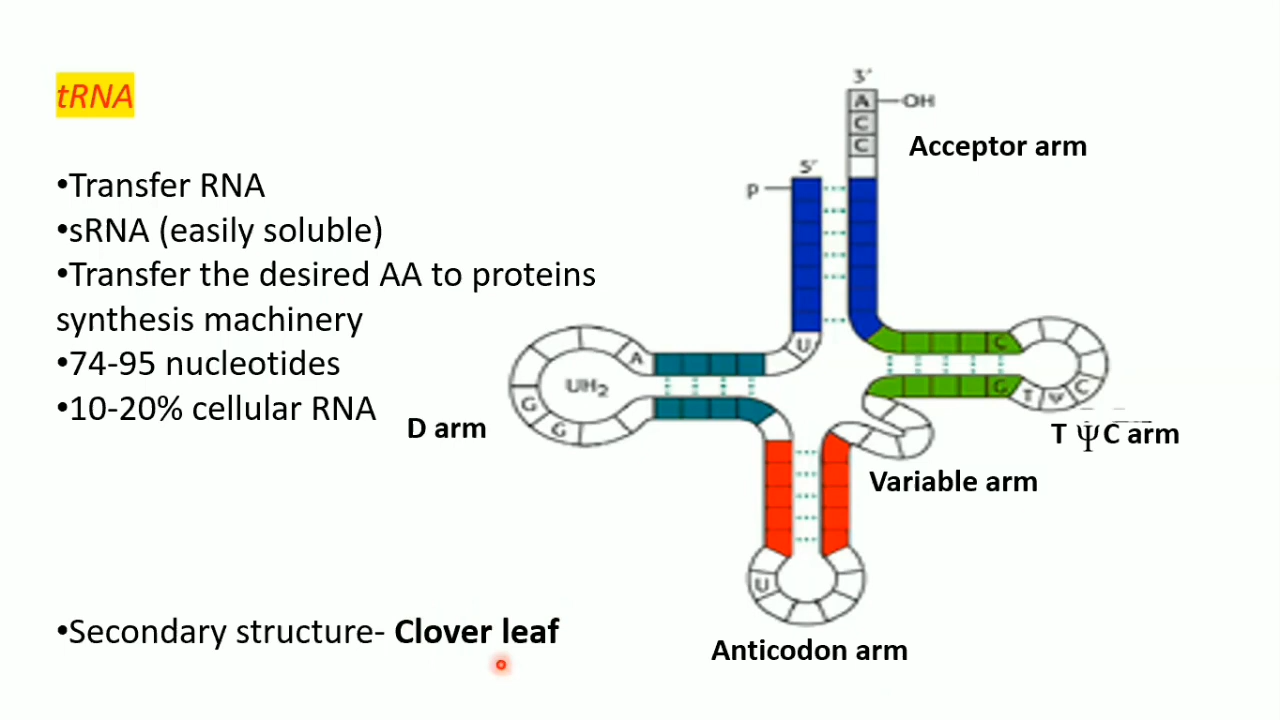 tRNA
•Transfer RNA
•sRNA (easily soluble)
•Transfer the desired AA to proteins
synthesis machinery
•74-95 nucleotides
•10-20% cellular RNA
•Secondary structure- Clover leaf
3'
A OH
C
C
Acceptor arm
5'
P
U
A
UH2
G
G
D arm
C
G
T Ψ C
T ψ C arm
Variable arm
U
Anticodon arm